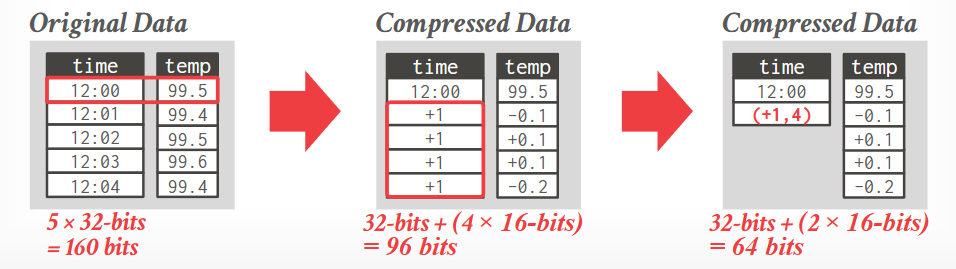 Original Data
time temp
12:00 99.5
12:01 99.4
12:02 99.5
12:03 99.6
12:04 99.4
5 × 32-bits
= 160 bits
Compressed Data
time temp
12:00 99.5
+1 -0.1
+1 +0.1
+1 +0.1
+1 -0.2
32-bits + (4 × 16-bits)
= 96 bits
Compressed Data
time temp
12:00 99.5
(+1,4) -0.1
+0.1
+0.1
-0.2
32-bits + (2 × 16-bits)
= 64 bits